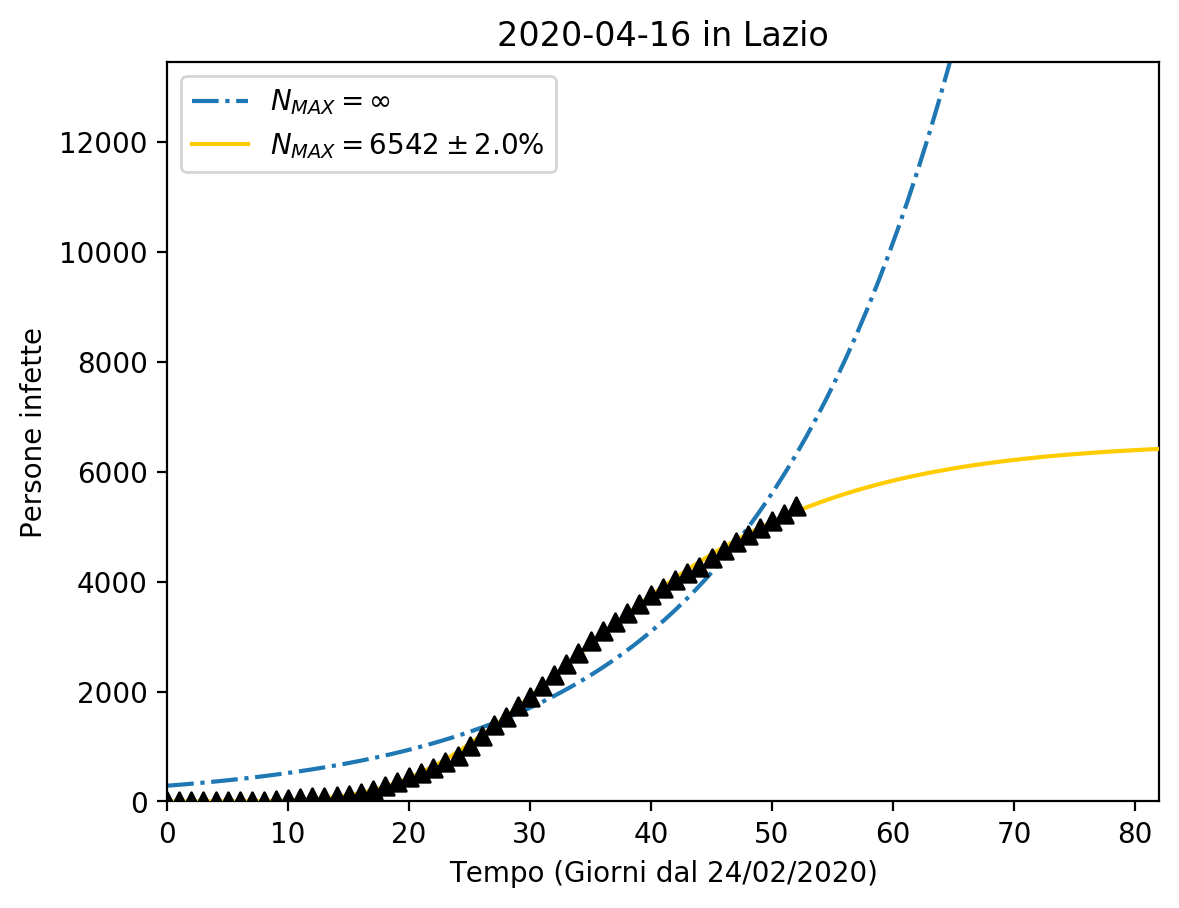 2020-04-16 in Lazio
N_MAX = ∞
N_MAX = 6542 ± 2.0%
12000
10000
8000
6000
4000
2000
0
Persone infette
0 10 20 30 40 50 60 70 80
Tempo (Giorni dal 24/02/2020)